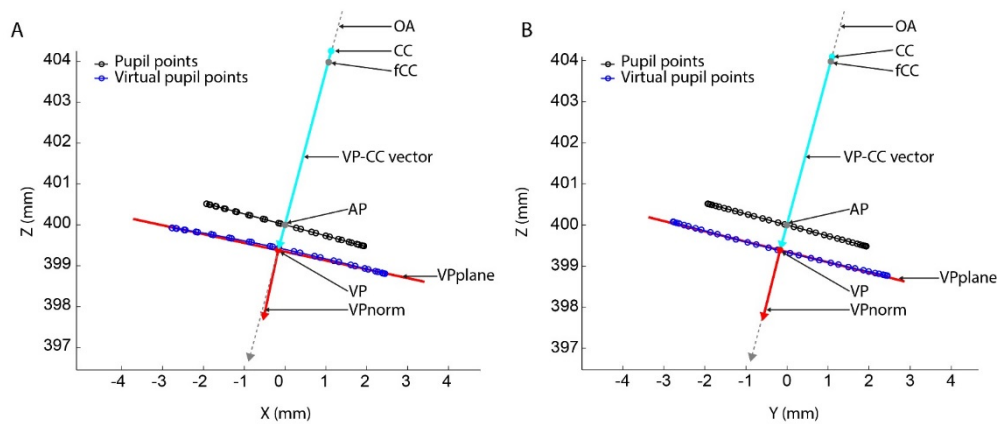 A
OA
CC
fCC
Pupil points
Virtual pupil points
VP-CC vector
AP
VPplane
VP
VPnorm
404
403
402
401
400
399
398
397
Z (mm)
-4 -3 -2 -1 0 1 2 3 4
X (mm)
B
OA
CC
fCC
Pupil points
Virtual pupil points
VP-CC vector
AP
VPplane
VP
VPnorm
404
403
402
401
400
399
398
397
Z (mm)
-4 -3 -2 -1 0 1 2 3 4
Y (mm)